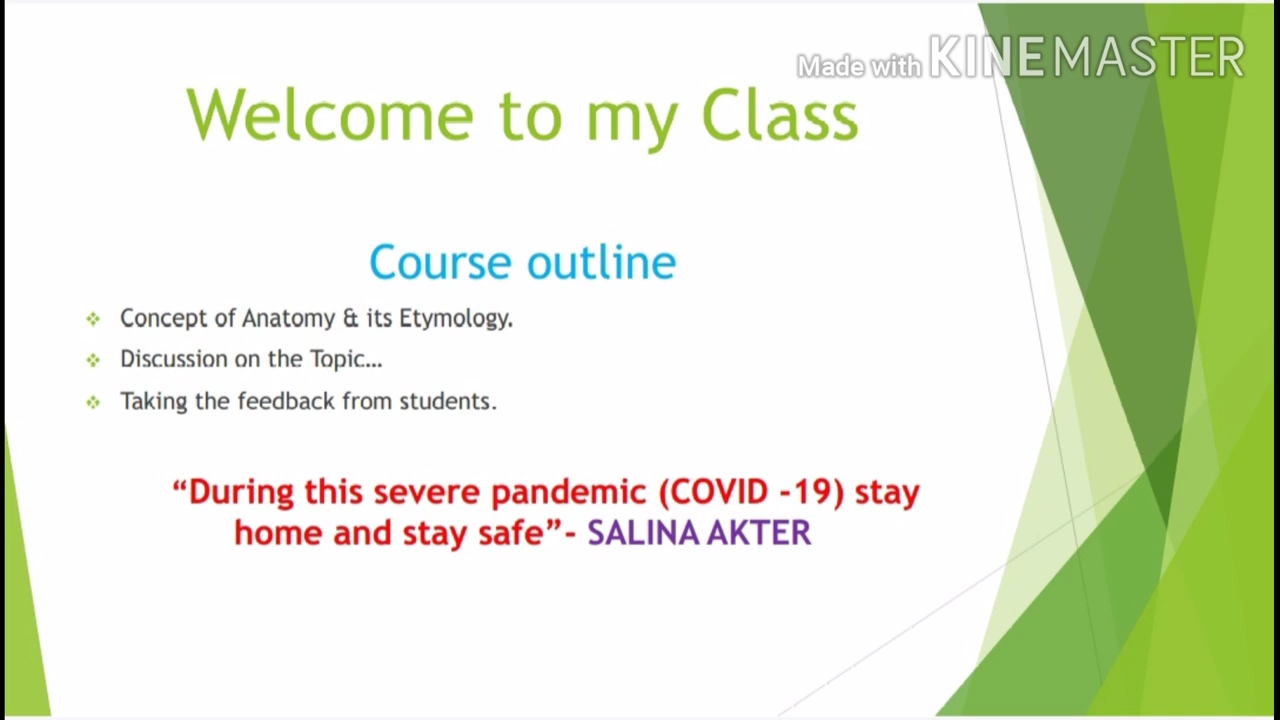 Made with KINEMASTER
Welcome to my Class
Course outline
Concept of Anatomy & its Etymology.
Discussion on the Topic...
Taking the feedback from students.
“During this severe pandemic (COVID -19) stay
home and stay safe”- SALINA AKTER